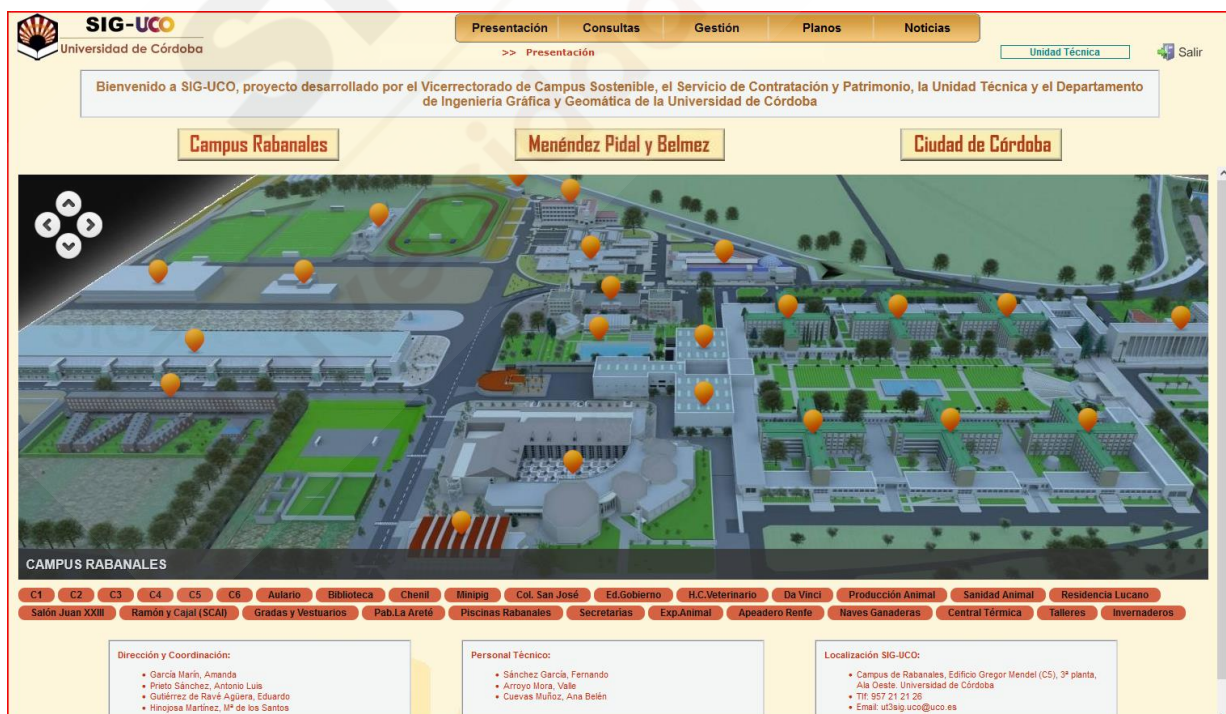 SIG-UCO
Universidad de Córdoba
Presentación Consultas Gestión Planos Noticias
>> Presentación
Unidad Técnica
Salir
Bienvenido a SIG-UCO, proyecto desarrollado por el Vicerrectorado de Campus Sostenible, el Servicio de Contratación y Patrimonio, la Unidad Técnica y el Departamento
de Ingeniería Gráfica y Geomática de la Universidad de Córdoba
Campus Rabanales
Menéndez Pidal y Belmez
Ciudad de Córdoba
CAMPUS RABANALES
C1 C2 C3 C4 C5 C6 Aulario Biblioteca Chenil Minipig Col. San José Ed.Gobierno H.C.Veterinario Da Vinci Producción Animal Sanidad Animal Residencia Lucano
Salón Juan XXIII Ramón y Cajal (SCAI) Gradas y Vestuarios Pab.La Areté Piscinas Rabanales Secretarías Exp.Animal Apeadero Renfe Naves Ganaderas Central Térmica Talleres Invernaderos
Dirección y Coordinación:
• García Marín, Amanda
• Prieto Sánchez, Antonio Luis
• Gutiérrez de Ravé Agüera, Eduardo
• Hinojosa Martínez, Mª de los Santos
Personal Técnico:
• Sánchez García, Fernando
• Arroyo Mora, Valle
• Cuevas Muñoz, Ana Belén
Localización SIG-UCO:
• Campus de Rabanales, Edificio Gregor Mendel (C5), 3ª planta,
Ala Oeste. Universidad de Córdoba
• Tlf: 957 21 21 26
• Email: ut3sig.uco@uco.es